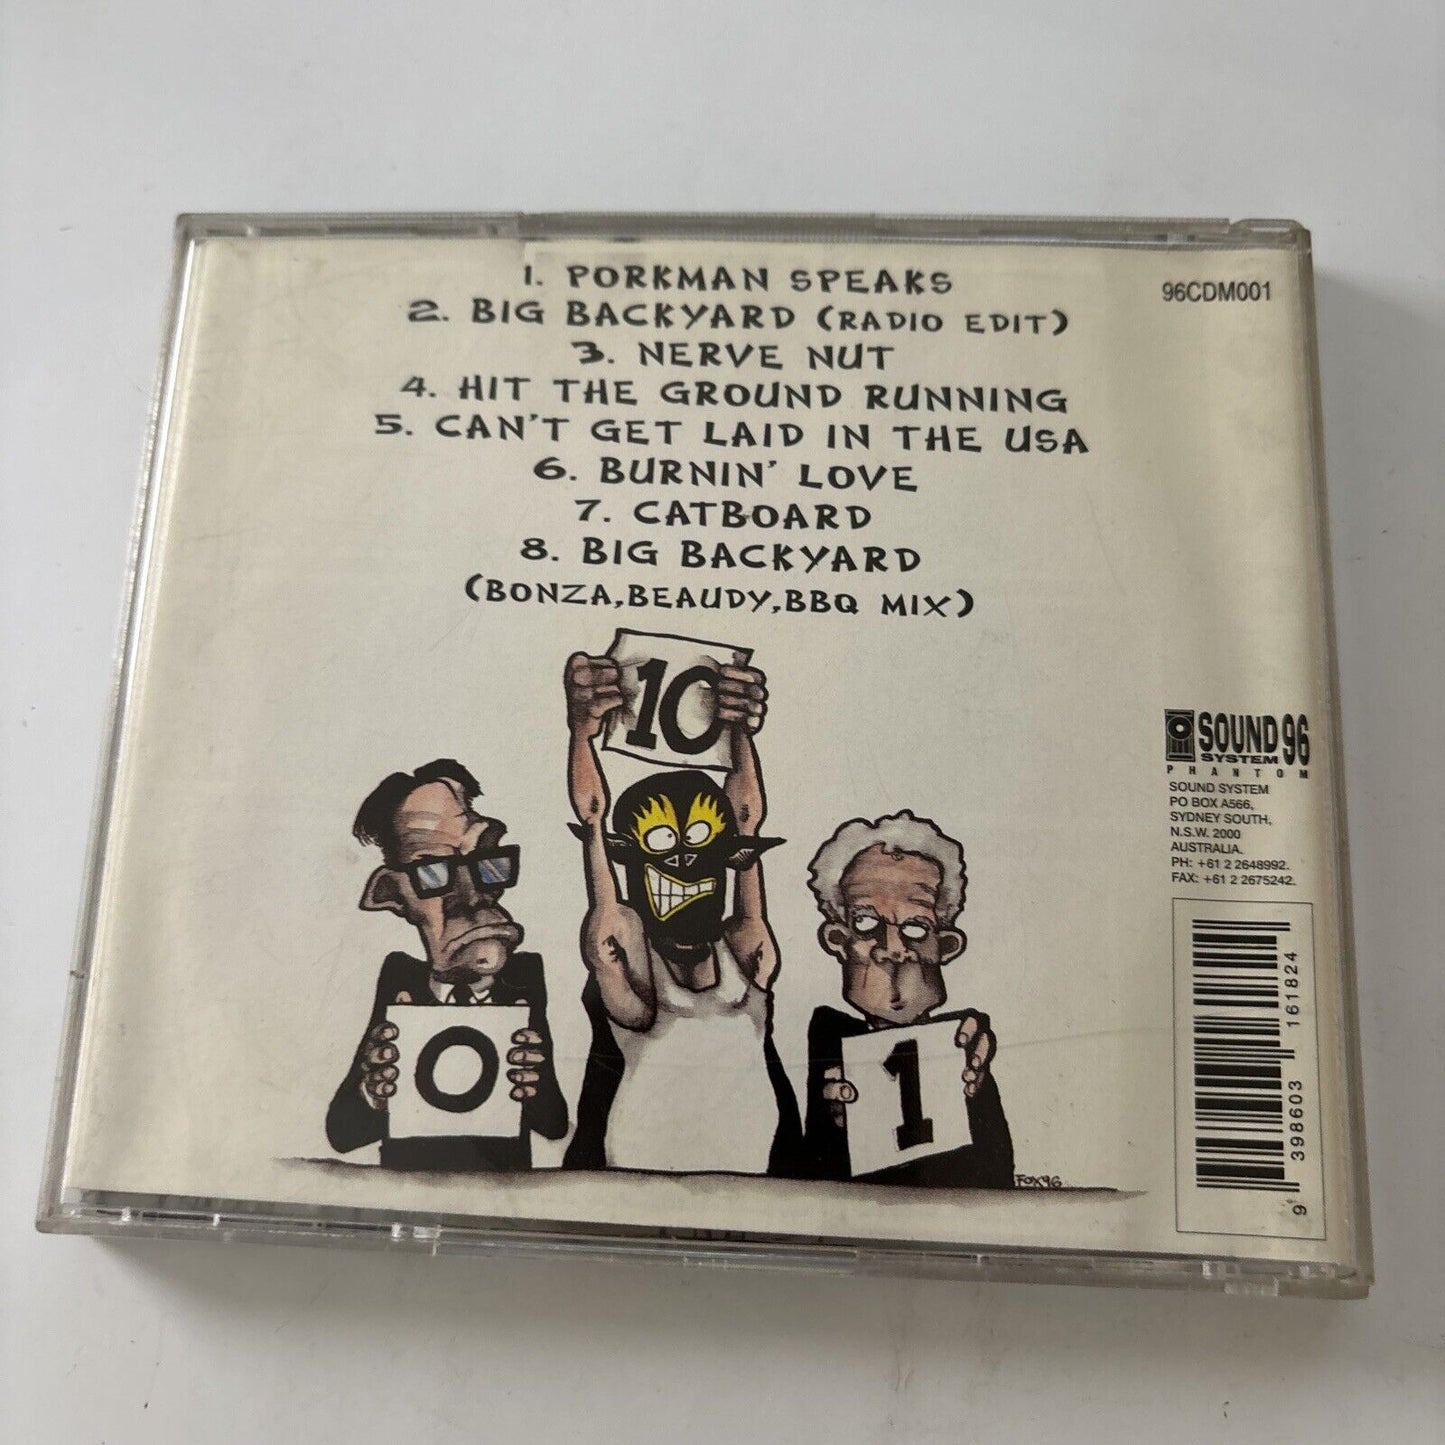 1. PORKMAN SPEAKS
2. BIG BACKYARD (RADIO EDIT)
3. NERVE NUT
4. HIT THE GROUND RUNNING
5. CAN'T GET LAID IN THE USA
6. BURNIN' LOVE
7. CATBOARD
8. BIG BACKYARD
(BONZA,BEAUDY,BBQ MIX)
96CDM001
10
0
1
FOX96
SOUND 96
SYSTEM
PHANTOM
SOUND SYSTEM
PO BOX A566,
SYDNEY SOUTH,
N.S.W. 2000
AUSTRALIA.
PH: +61 2 2648992.
FAX: +61 2 2675242.
9 398603 161824